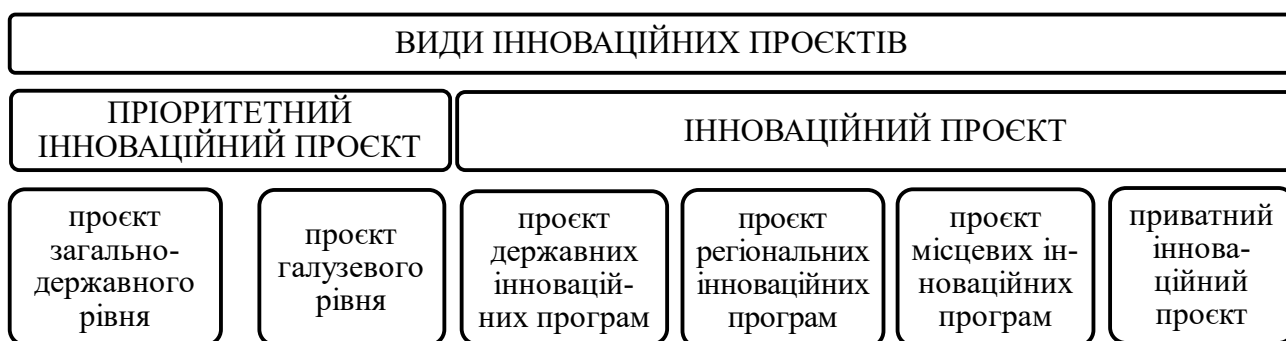 ВИДИ ІННОВАЦІЙНИХ ПРОЄКТІВ
ПРІОРИТЕТНИЙ
ІННОВАЦІЙНИЙ ПРОЄКТ
ІННОВАЦІЙНИЙ ПРОЄКТ
проєкт
загально-
державного
рівня
проєкт
галузевого
рівня
проєкт
державних
інновацій-
них програм
проєкт
регіональних
інноваційних
програм
проєкт
місцевих ін-
новаційних
програм
приватний
іннова-
ційний
проєкт